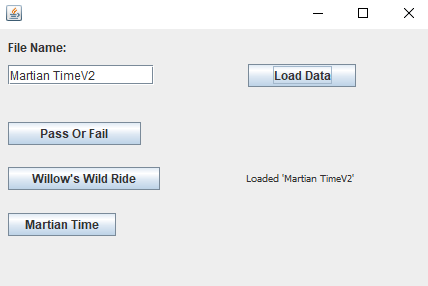 File Name:
Martian TimeV2
Load Data
Pass Or Fail
Willow's Wild Ride
Loaded 'Martian TimeV2'
Martian Time